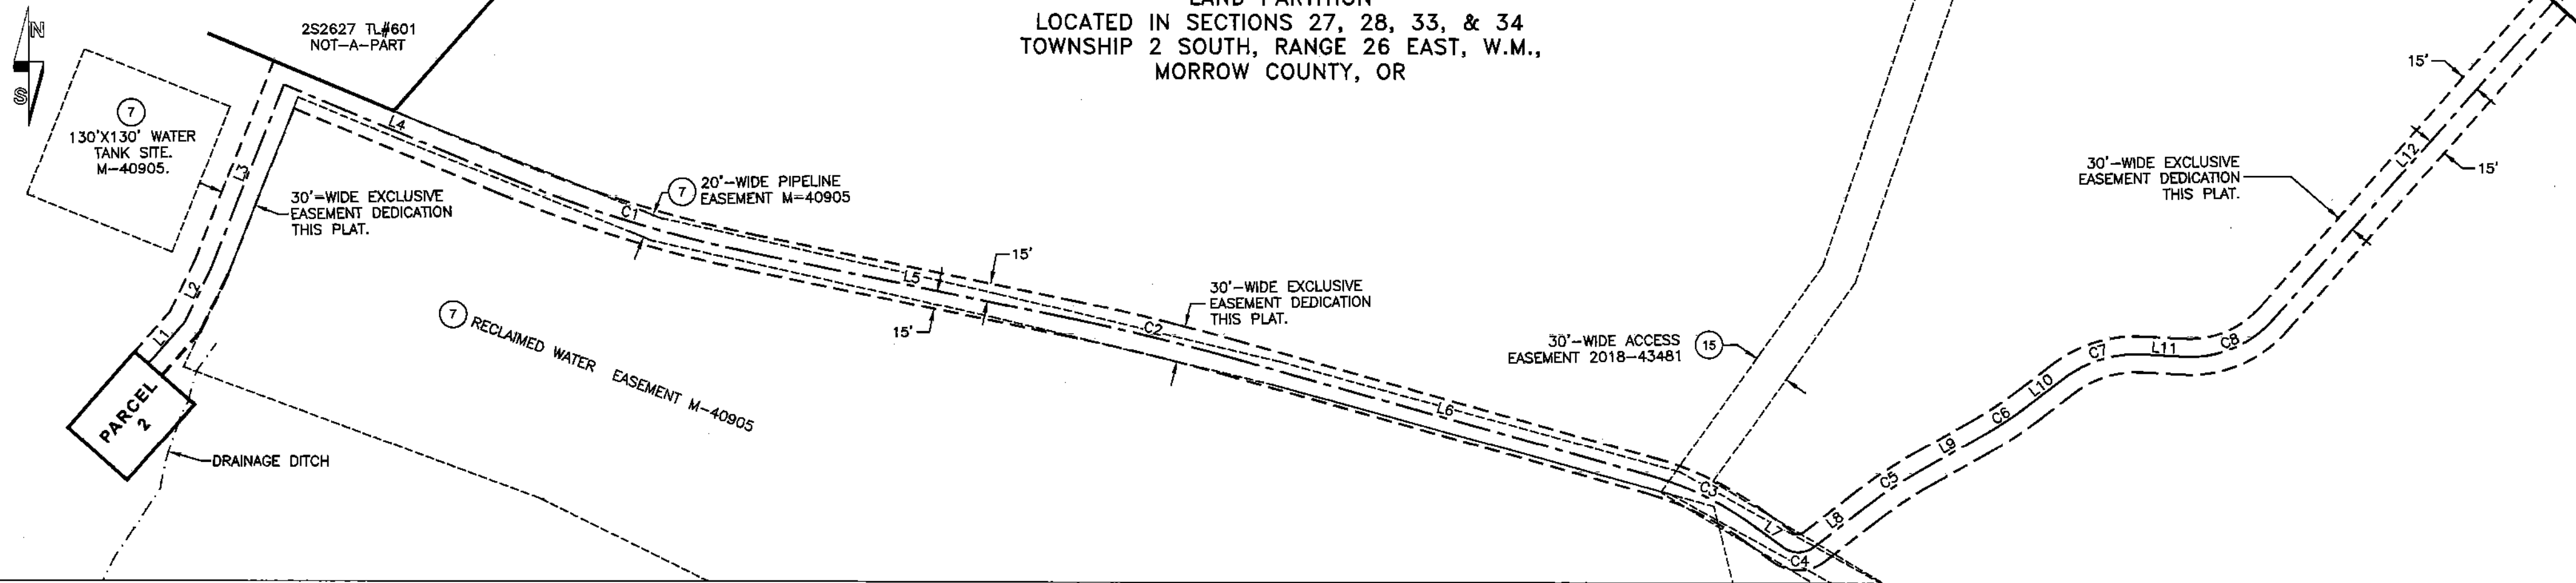 LAND PARTITION
LOCATED IN SECTIONS 27, 28, 33, & 34
TOWNSHIP 2 SOUTH, RANGE 26 EAST, W.M.,
MORROW COUNTY, OR
N
S
2S2627 TL#601
NOT-A-PART
7
130'X130' WATER
TANK SITE.
M-40905.
L3
L4
30'=WIDE EXCLUSIVE
EASEMENT DEDICATION
THIS PLAT.
L2
L1
PARCEL
2
DRAINAGE DITCH
7 RECLAIMED WATER EASEMENT M-40905
C1
7
20'-WIDE PIPELINE
EASEMENT M=40905
L5
15'
15'
C2
30'-WIDE EXCLUSIVE
EASEMENT DEDICATION
THIS PLAT.
L6
30'-WIDE ACCESS
EASEMENT 2018-43481
15
C3
L7
C4
L8
C5
L9
C6
L10
C7
L11
C8
30'-WIDE EXCLUSIVE
EASEMENT DEDICATION
THIS PLAT.
L12
15'
15'